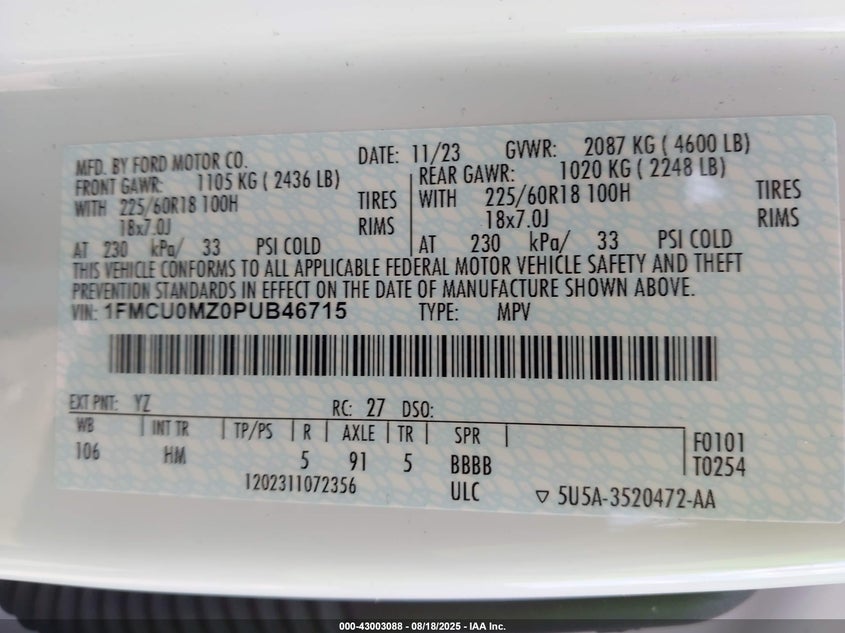 MFD. BY FORD MOTOR CO. DATE: 11/23 GVWR: 2087 KG ( 4600 LB)
FRONT GAWR: 1105 KG ( 2436 LB) REAR GAWR: 1020 KG ( 2248 LB)
WITH 225/60R18 100H TIRES WITH 225/60R18 100H TIRES
18x7.0J RIMS 18x7.0J RIMS
AT 230 kPa/ 33 PSI COLD AT 230 kPa/ 33 PSI COLD
THIS VEHICLE CONFORMS TO ALL APPLICABLE FEDERAL MOTOR VEHICLE SAFETY AND THEFT
PREVENTION STANDARDS IN EFFECT ON THE DATE OF MANUFACTURE SHOWN ABOVE.
VIN: 1FMCU0MZ0PUB46715 TYPE: MPV
EXT PNT: YZ RC: 27 DSO:
WB INT TR TP/PS R AXLE TR SPR
106 HM 5 91 5 BBBB
F0101
T0254
1202311072356 ULC ▽ 5U5A-3520472-AA
000-43003088 - 08/18/2025 - IAA Inc.